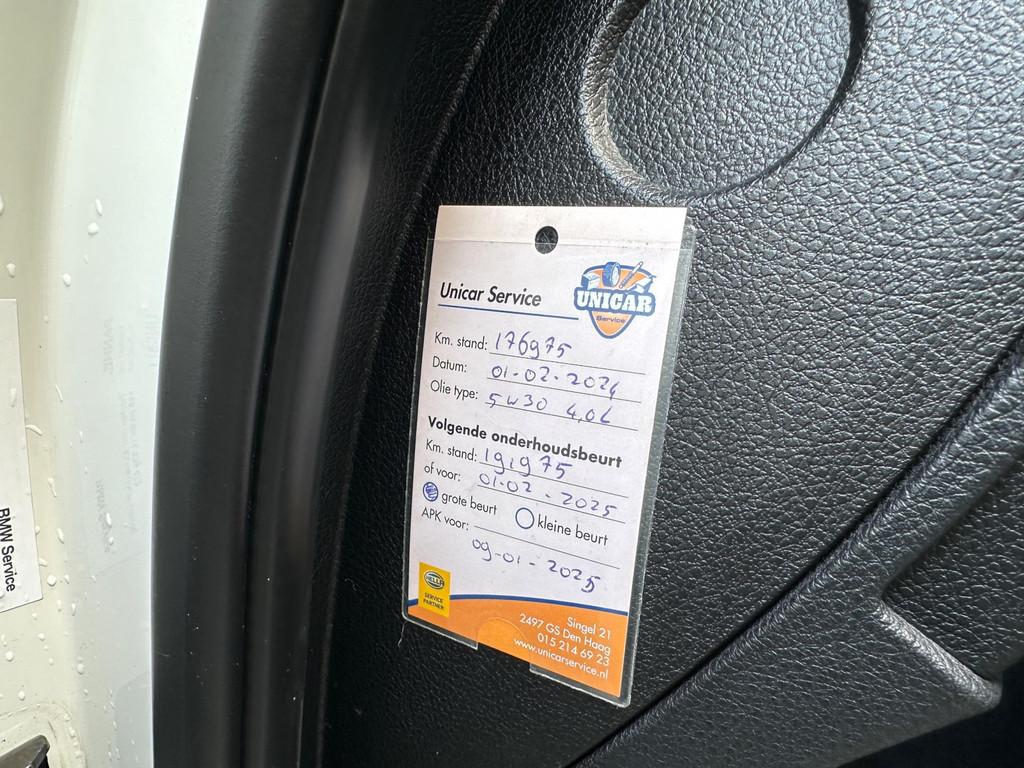 Unicar Service
UNICAR
Service
Km. stand: 176975
Datum: 01-02-2024
Olie type: 5W30 4,0L
Volgende onderhoudsbeurt
Km. stand: 191975
of voor: 01-02-2025
grote beurt kleine beurt
APK voor:
09-01-2025
HELLA
SERVICE
PARTNER
Singel 21
2497 GS Den Haag
015 214 69 23
www.unicarservice.nl
BMW Service